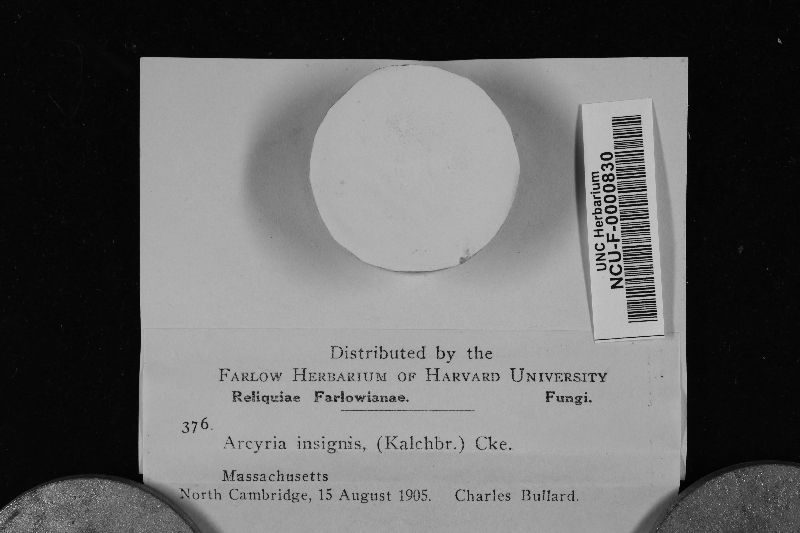 UNC Herbarium
NCU-F-0000830
Distributed by the
FARLOW HERBARIUM OF HARVARD UNIVERSITY
Reliquiae Farlowianae. Fungi.
376.
Arcyria insignis, (Kalchbr.) Cke.
Massachusetts
North Cambridge, 15 August 1905. Charles Bullard.